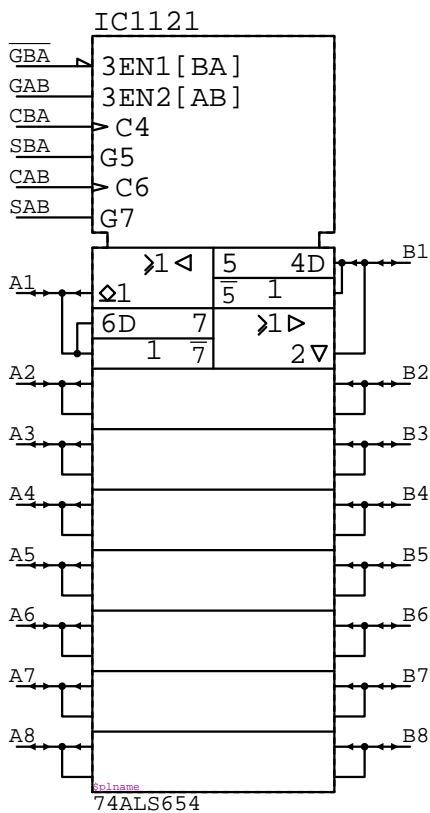 IC1121
GBA 3EN1[BA]
GAB 3EN2[AB]
CBA C4
SBA G5
CAB C6
SAB G7
≥1 5 4D B1
A1 1 5 1
6D 7 ≥1
1 7 2
A2 B2
A3 B3
A4 B4
A5 B5
A6 B6
A7 B7
A8 B8
$plname
74ALS654